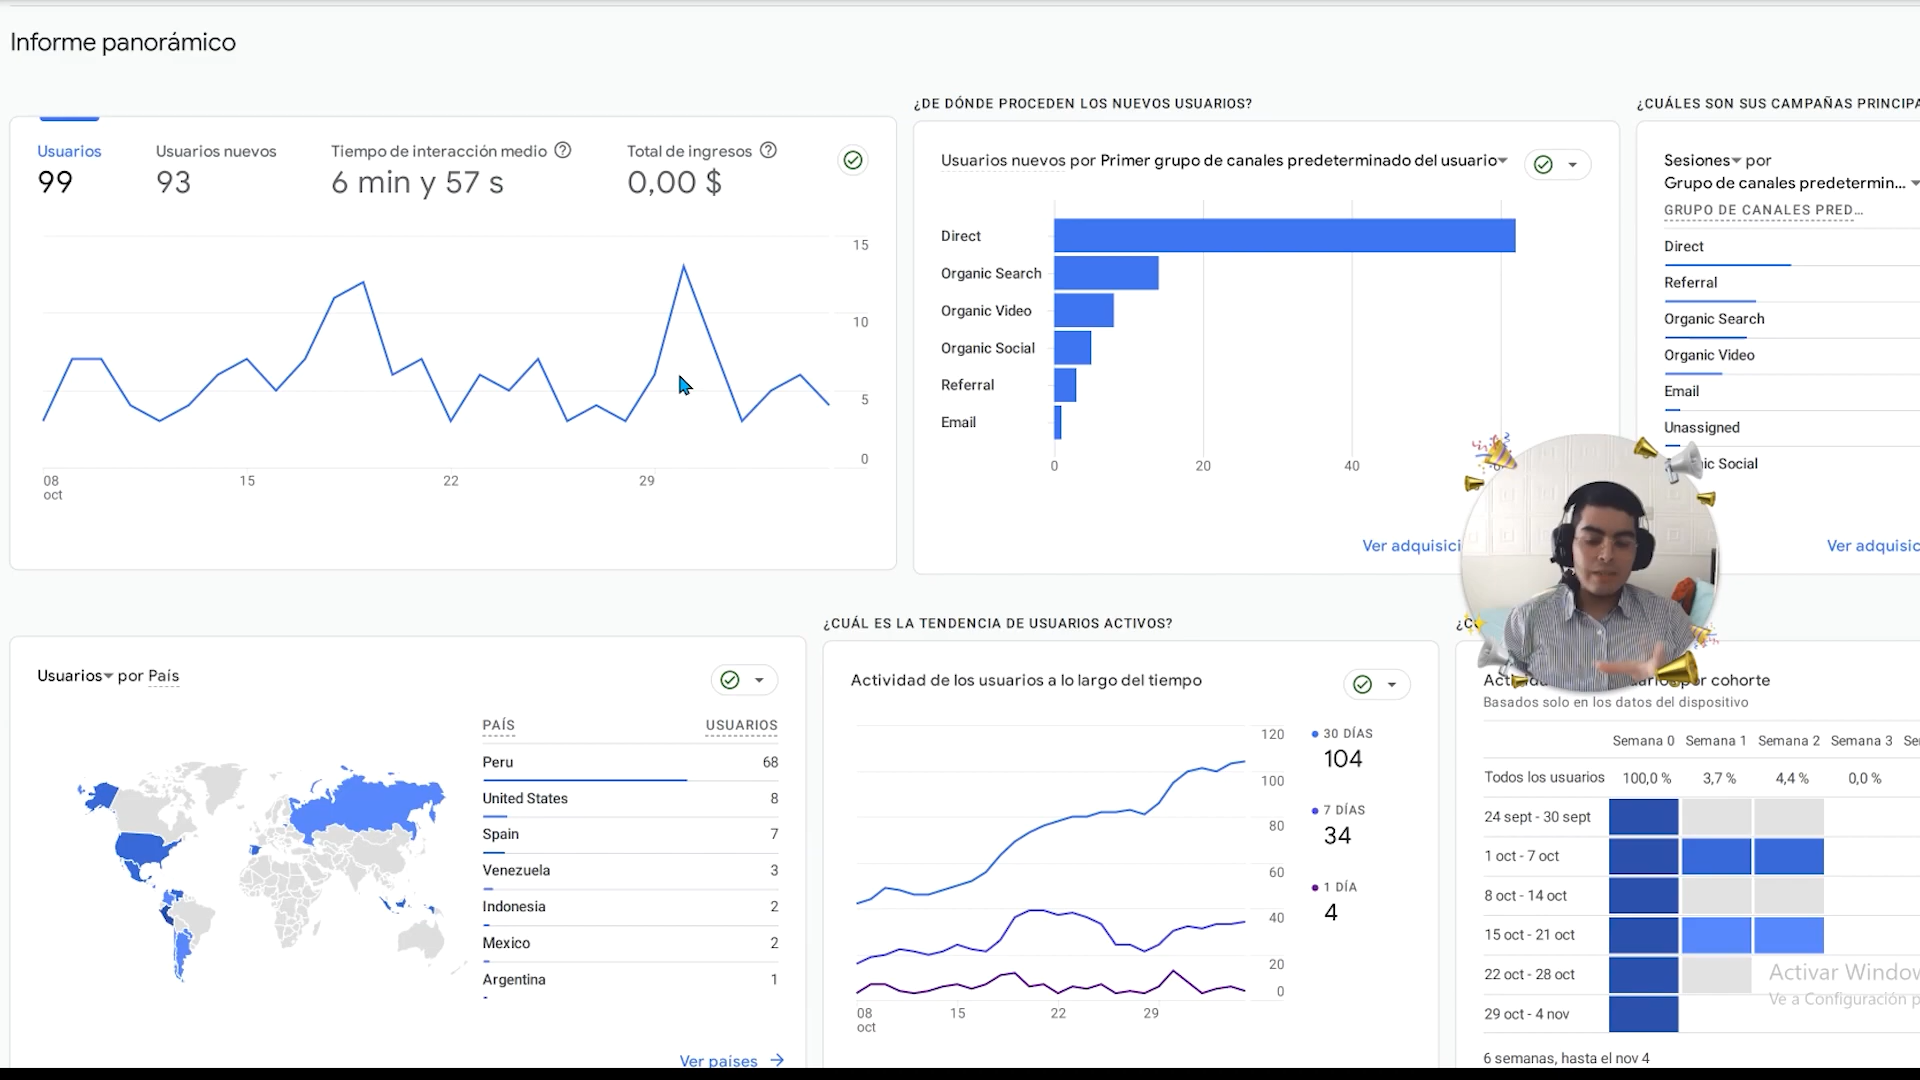 Informe panorámico
Usuarios
99
Usuarios nuevos
93
Tiempo de interacción medio
6 min y 57 s
Total de ingresos
0,00 $
15
10
5
0
08
oct
15
22
29
¿DE DÓNDE PROCEDEN LOS NUEVOS USUARIOS?
Usuarios nuevos por Primer grupo de canales predeterminado del usuario
Direct
Organic Search
Organic Video
Organic Social
Referral
Email
0
20
40
Ver adquisici
¿CUÁLES SON SUS CAMPAÑAS PRINCIPA
Sesiones por
Grupo de canales predetermin...
GRUPO DE CANALES PRED...
Direct
Referral
Organic Search
Organic Video
Email
Unassigned
ic Social
Ver adquisic
Usuarios por País
PAÍS USUARIOS
Peru 68
United States 8
Spain 7
Venezuela 3
Indonesia 2
Mexico 2
Argentina 1
Ver países
¿CUÁL ES LA TENDENCIA DE USUARIOS ACTIVOS?
Actividad de los usuarios a lo largo del tiempo
120
100
80
60
40
20
0
08
oct
15
22
29
30 DÍAS
104
7 DÍAS
34
1 DÍA
4
por cohorte
Basados solo en los datos del dispositivo
Semana 0 Semana 1 Semana 2 Semana 3 Se
Todos los usuarios 100,0 % 3,7 % 4,4 % 0,0 %
24 sept - 30 sept
1 oct - 7 oct
8 oct - 14 oct
15 oct - 21 oct
22 oct - 28 oct
29 oct - 4 nov
6 semanas, hasta el nov 4
Activar Window
Ve a Configuración p